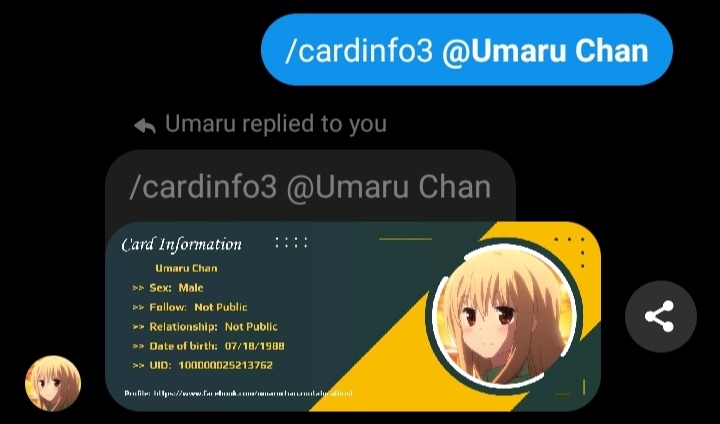 /cardinfo3 @Umaru Chan
Umaru replied to you
/cardinfo3 @Umaru Chan
Card Information
Umaru Chan
>> Sex: Male
>> Follow: Not Public
>> Relationship: Not Public
>> Date of birth: 07/18/1988
>> UID: 100000025213762
Profile: